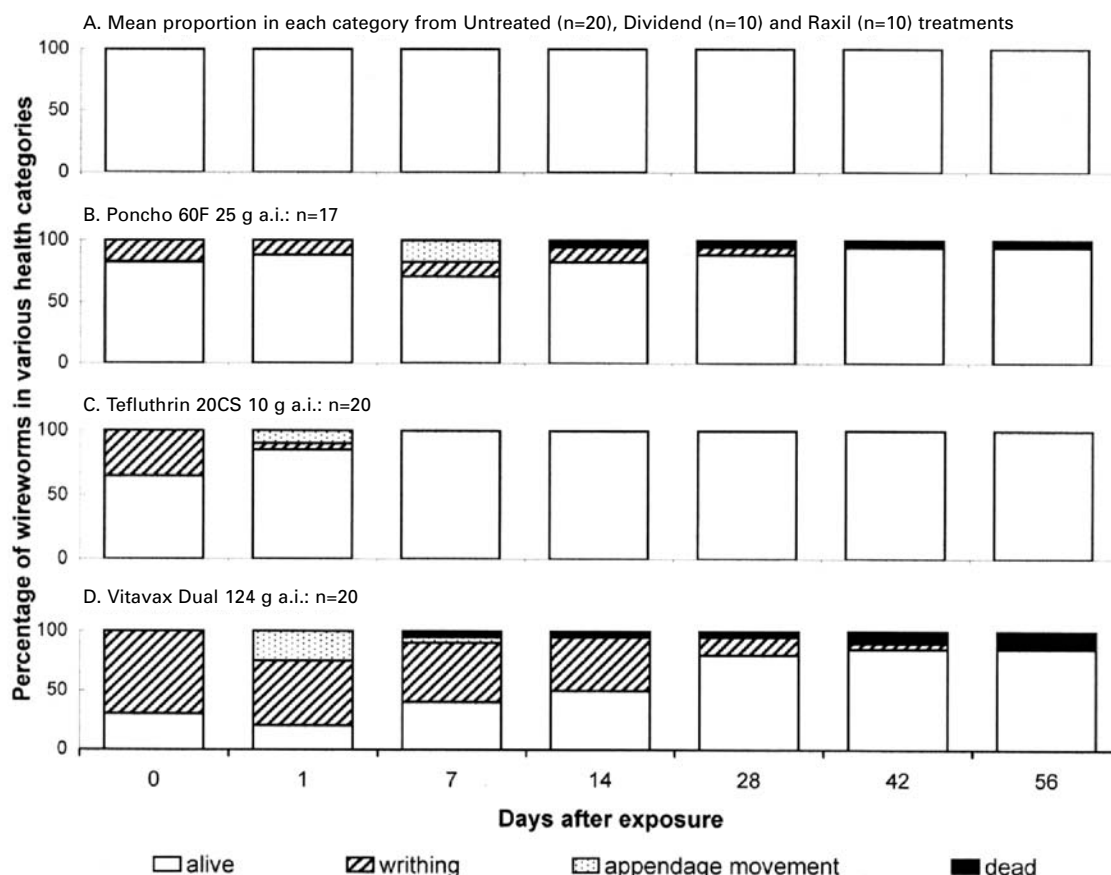 A. Mean proportion in each category from Untreated (n=20), Dividend (n=10) and Raxil (n=10) treatments
100
50
0
B. Poncho 60F 25 g a.i.: n=17
100
50
0
C. Tefluthrin 20CS 10 g a.i.: n=20
100
50
0
D. Vitavax Dual 124 g a.i.: n=20
100
50
0
Percentage of wireworms in various health categories
0 1 7 14 28 42 56
Days after exposure
alive writhing appendage movement dead